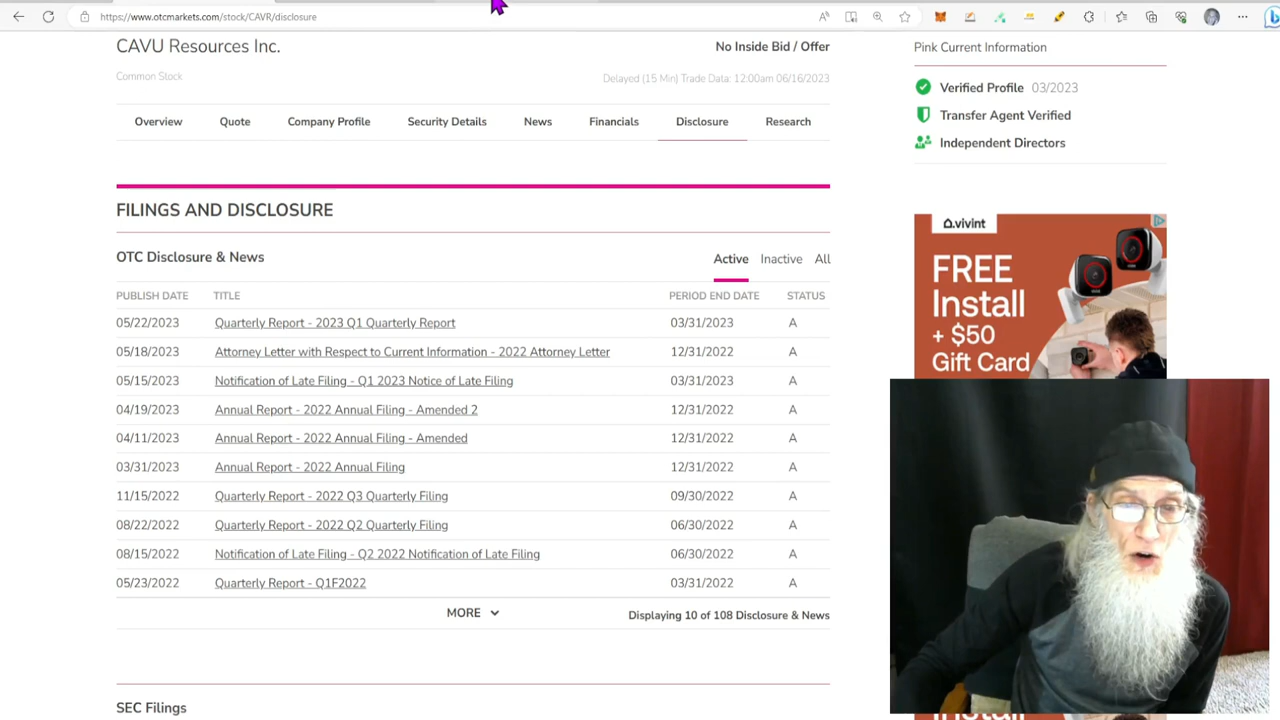 https://www.otcmarkets.com/stock/CAVR/disclosure
CAVU Resources Inc.
No Inside Bid / Offer
Common Stock
Delayed (15 Min) Trade Data: 12:00am 06/16/2023
Overview Quote Company Profile Security Details News Financials Disclosure Research
FILINGS AND DISCLOSURE
OTC Disclosure & News
Active Inactive All
PUBLISH DATE TITLE PERIOD END DATE STATUS
05/22/2023 Quarterly Report - 2023 Q1 Quarterly Report 03/31/2023 A
05/18/2023 Attorney Letter with Respect to Current Information - 2022 Attorney Letter 12/31/2022 A
05/15/2023 Notification of Late Filing - Q1 2023 Notice of Late Filing 03/31/2023 A
04/19/2023 Annual Report - 2022 Annual Filing - Amended 2 12/31/2022 A
04/11/2023 Annual Report - 2022 Annual Filing - Amended 12/31/2022 A
03/31/2023 Annual Report - 2022 Annual Filing 12/31/2022 A
11/15/2022 Quarterly Report - 2022 Q3 Quarterly Filing 09/30/2022 A
08/22/2022 Quarterly Report - 2022 Q2 Quarterly Filing 06/30/2022 A
08/15/2022 Notification of Late Filing - Q2 2022 Notification of Late Filing 06/30/2022 A
05/23/2022 Quarterly Report - Q1F2022 03/31/2022 A
MORE
Displaying 10 of 108 Disclosure & News
SEC Filings
Pink Current Information
Verified Profile 03/2023
Transfer Agent Verified
Independent Directors
vivint
FREE
Install
+ $50
Gift Card
Install